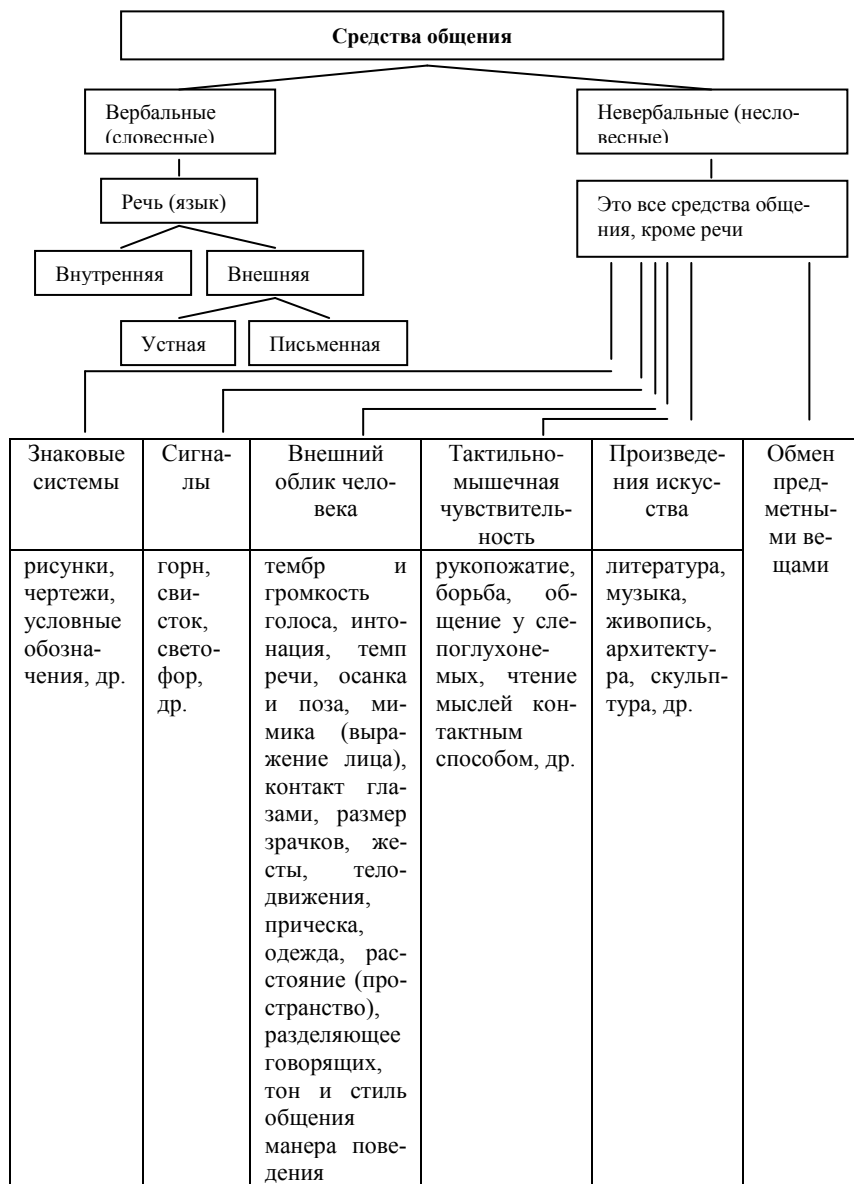 Средства общения
Вербальные
(словесные)
Невербальные (несло-
весные)
Речь (язык)
Это все средства обще-
ния, кроме речи
Внутренняя
Внешняя
Устная
Письменная
Знаковые
системы
Сигна-
лы
Внешний
облик чело-
века
Тактильно-
мышечная
чувствитель-
ность
Произведе-
ния искус-
ства
Обмен
пред-
метны-
ми ве-
щами
рисунки,
чертежи,
условные
обозна-
чения, др.
горн,
сви-
сток,
свето-
фор,
др.
тембр и
громкость
голоса, инто-
нация, темп
речи, осанка
и поза, ми-
мика (выра-
жение лица),
контакт гла-
зами, размер
зрачков, же-
сты, тело-
движения,
прическа,
одежда, рас-
стояние (про-
странство),
разделяющее
говорящих,
тон и стиль
общения
манера пове-
дения
рукопожатие,
борьба, об-
щение у сле-
поглухоне-
мых, чтение
мыслей кон-
тактным
способом, др.
литература,
музыка,
живопись,
архитекту-
ра, скульп-
тура, др.